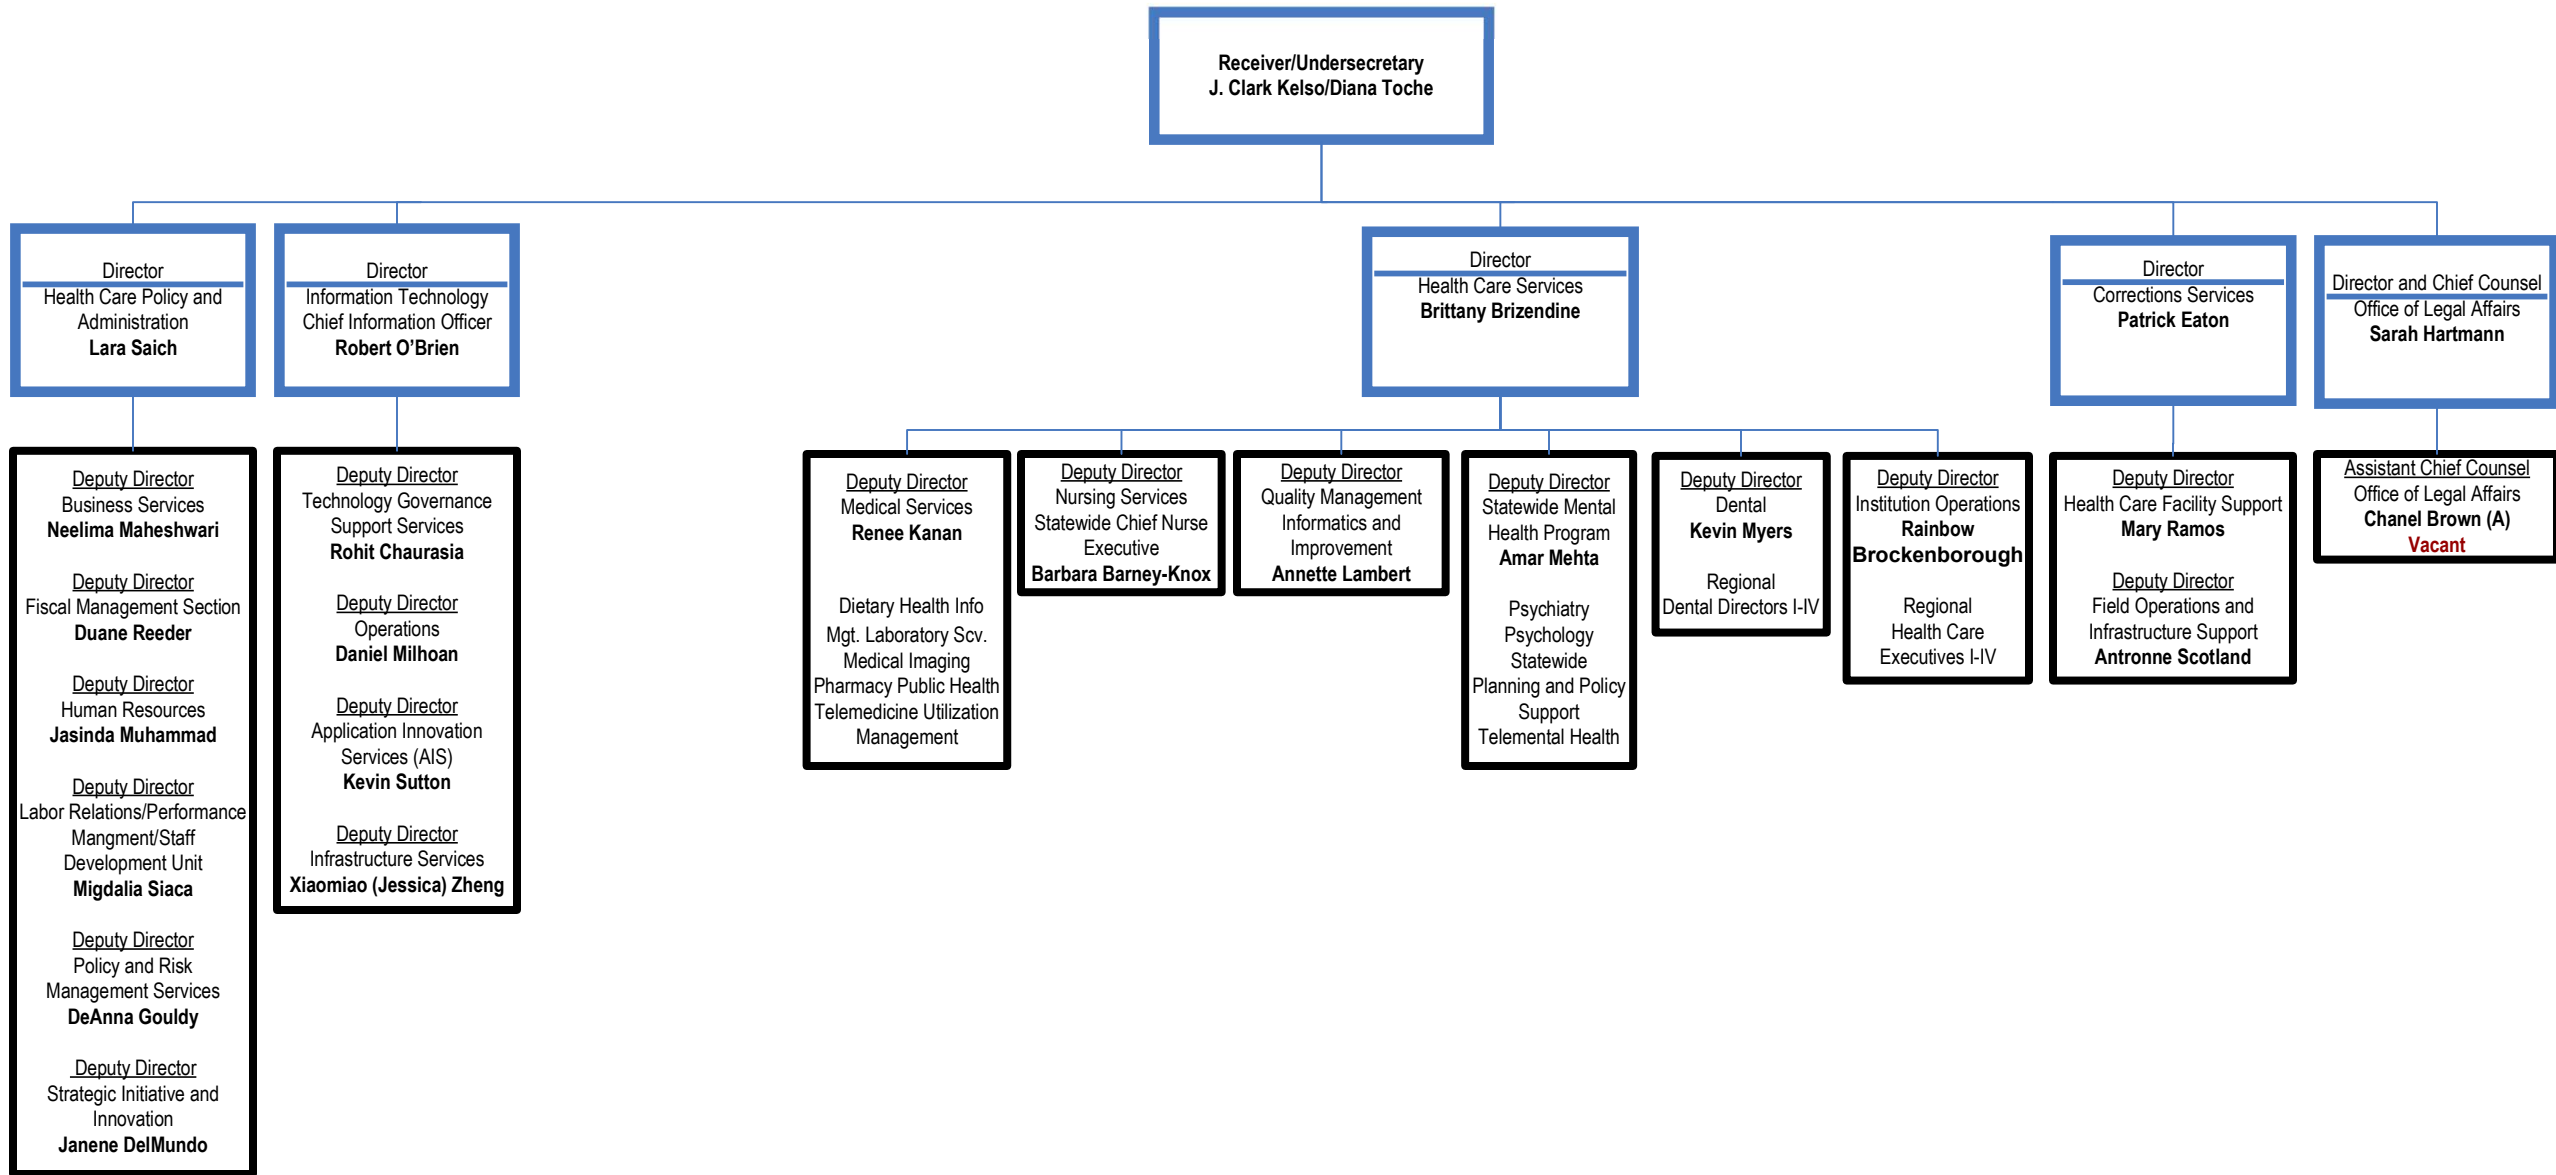 Receiver/Undersecretary
J. Clark Kelso/Diana Toche
Director
Health Care Policy and
Administration
Lara Saich
Director
Information Technology
Chief Information Officer
Robert O’Brien
Director
Health Care Services
Brittany Brizendine
Director
Corrections Services
Patrick Eaton
Director and Chief Counsel
Office of Legal Affairs
Sarah Hartmann
Deputy Director
Business Services
Neelima Maheshwari
Deputy Director
Fiscal Management Section
Duane Reeder
Deputy Director
Human Resources
Jasinda Muhammad
Deputy Director
Labor Relations/Performance
Mangment/Staff
Development Unit
Migdalia Siaca
Deputy Director
Policy and Risk
Management Services
DeAnna Gouldy
Deputy Director
Strategic Initiative and
Innovation
Janene DelMundo
Deputy Director
Technology Governance
Support Services
Rohit Chaurasia
Deputy Director
Operations
Daniel Milhoan
Deputy Director
Application Innovation
Services (AIS)
Kevin Sutton
Deputy Director
Infrastructure Services
Xiaomiao (Jessica) Zheng
Deputy Director
Medical Services
Renee Kanan
Dietary Health Info
Mgt. Laboratory Scv.
Medical Imaging
Pharmacy Public Health
Telemedicine Utilization
Management
Deputy Director
Nursing Services
Statewide Chief Nurse
Executive
Barbara Barney-Knox
Deputy Director
Quality Management
Informatics and
Improvement
Annette Lambert
Deputy Director
Statewide Mental
Health Program
Amar Mehta
Psychiatry
Psychology
Statewide
Planning and Policy
Support
Telemental Health
Deputy Director
Dental
Kevin Myers
Regional
Dental Directors I-IV
Deputy Director
Institution Operations
Rainbow
Brockenborough
Regional
Health Care
Executives I-IV
Deputy Director
Health Care Facility Support
Mary Ramos
Deputy Director
Field Operations and
Infrastructure Support
Antronne Scotland
Assistant Chief Counsel
Office of Legal Affairs
Chanel Brown (A)
Vacant